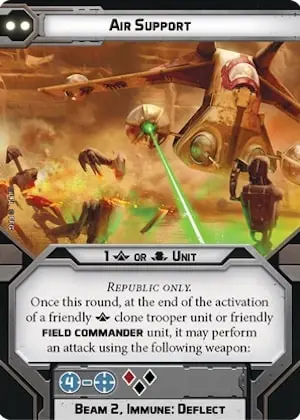 Air Support
1 or Unit
Republic only.
Once this round, at the end of the activation
of a friendly clone trooper unit or friendly
FIELD COMMANDER unit, it may perform
an attack using the following weapon:
4 -
Beam 2, Immune: Deflect